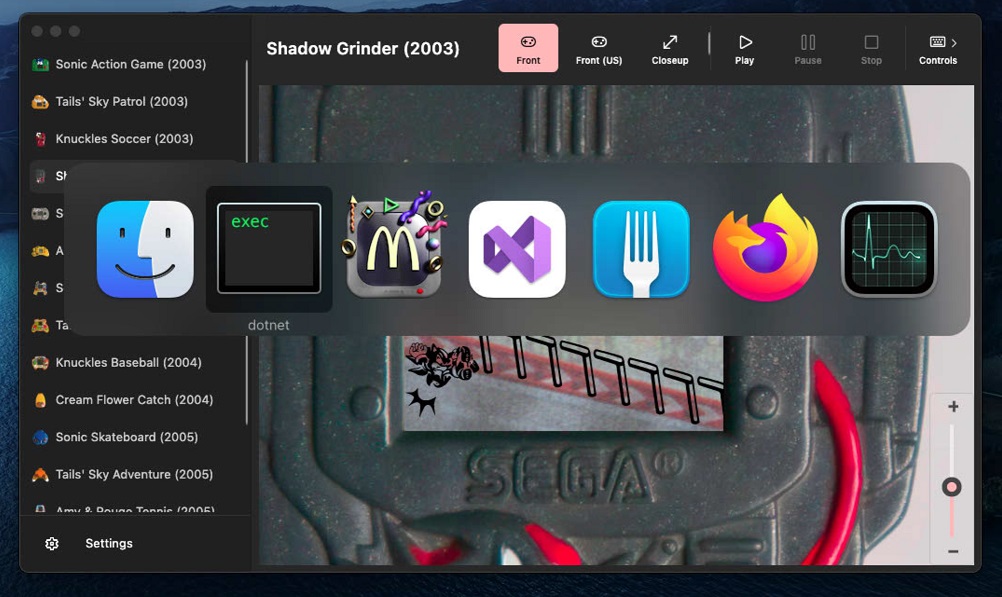 Shadow Grinder (2003)
Front
Front (US)
Closeup
Play
Pause
Stop
Controls
Sonic Action Game (2003)
Tails' Sky Patrol (2003)
Knuckles Soccer (2003)
Sh
S
A
S
Ta
Knuckles Baseball (2004)
Cream Flower Catch (2004)
Sonic Skateboard (2005)
Tails' Sky Adventure (2005)
Amy & Rouge Tennis (2005)
Settings
exec
dotnet
SEGA®